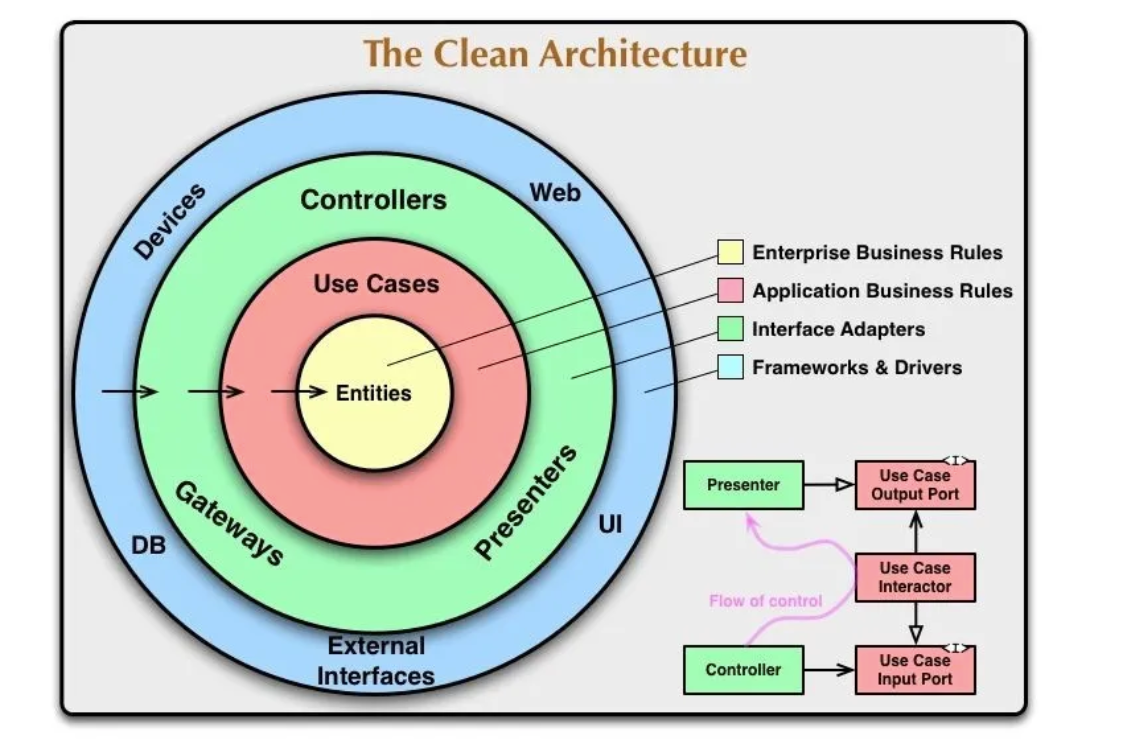 The Clean Architecture
Devices
Controllers
Web
Use Cases
Entities
Gateways
Presenters
DB
UI
External
Interfaces
Enterprise Business Rules
Application Business Rules
Interface Adapters
Frameworks & Drivers
Presenter
<I>
Use Case
Output Port
Use Case
Interactor
Flow of control
Controller
<I>
Use Case
Input Port